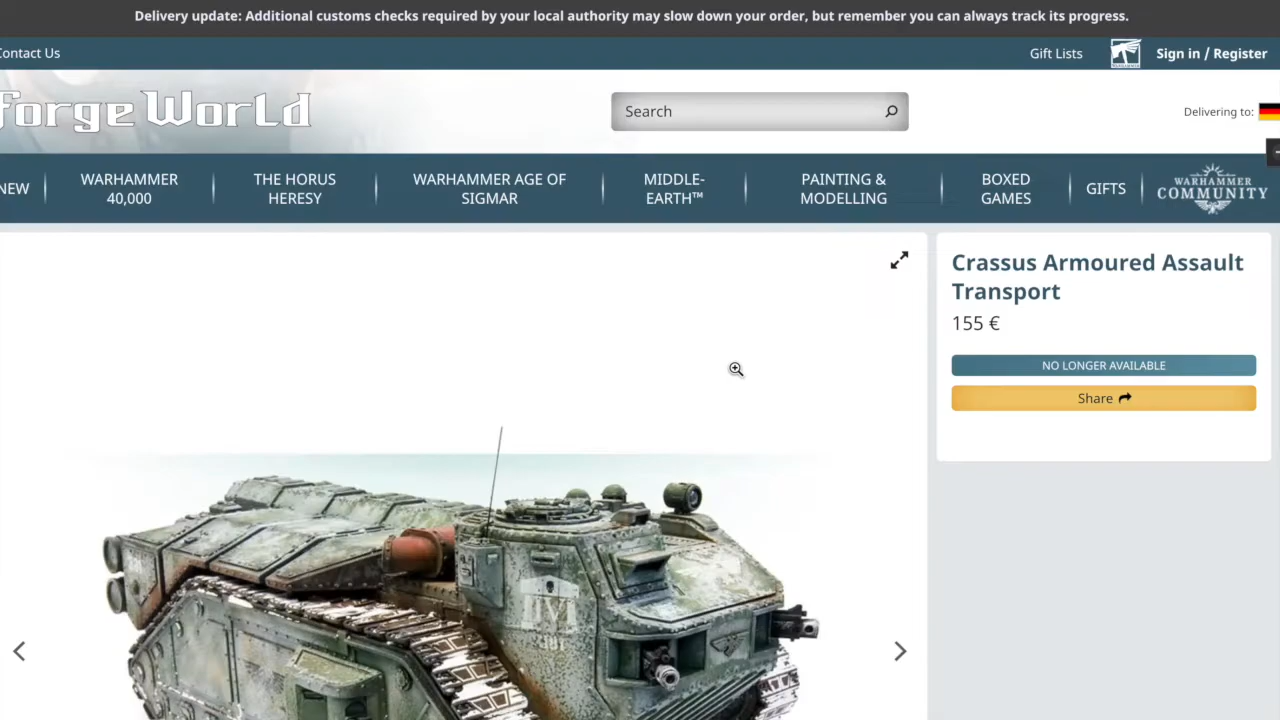 Delivery update: Additional customs checks required by your local authority may slow down your order, but remember you can always track its progress.
Contact Us
Gift Lists
Sign in / Register
forge World
Search
Delivering to:
NEW
WARHAMMER
40,000
THE HORUS
HERESY
WARHAMMER AGE OF
SIGMAR
MIDDLE-
EARTH™
PAINTING &
MODELLING
BOXED
GAMES
GIFTS
WARHAMMER
COMMUNITY
Crassus Armoured Assault
Transport
155 €
NO LONGER AVAILABLE
Share